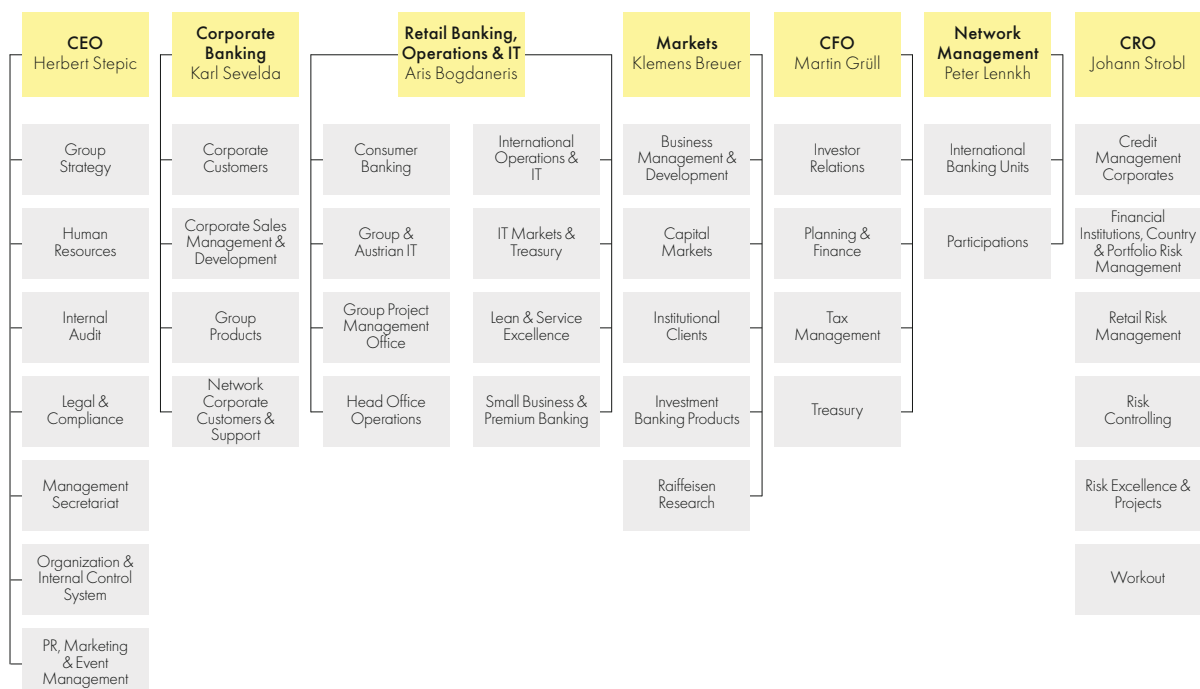 CEO
Herbert Stepic
Group
Strategy
Human
Resources
Internal
Audit
Legal &
Compliance
Management
Secretariat
Organization &
Internal Control
System
PR, Marketing
& Event
Management
Corporate
Banking
Karl Sevelda
Corporate
Customers
Corporate Sales
Management &
Development
Group
Products
Network
Corporate
Customers &
Support
Retail Banking,
Operations & IT
Aris Bogdaneris
Consumer
Banking
Group &
Austrian IT
Group Project
Management
Office
Head Office
Operations
International
Operations &
IT
IT Markets &
Treasury
Lean & Service
Excellence
Small Business &
Premium Banking
Markets
Klemens Breuer
Business
Management &
Development
Capital
Markets
Institutional
Clients
Investment
Banking Products
Raiffeisen
Research
CFO
Martin Grüll
Investor
Relations
Planning &
Finance
Tax
Management
Treasury
Network
Management
Peter Lennkh
International
Banking Units
Participations
CRO
Johann Strobl
Credit
Management
Corporates
Financial
Institutions, Country
& Portfolio Risk
Management
Retail Risk
Management
Risk
Controlling
Risk Excellence &
Projects
Workout